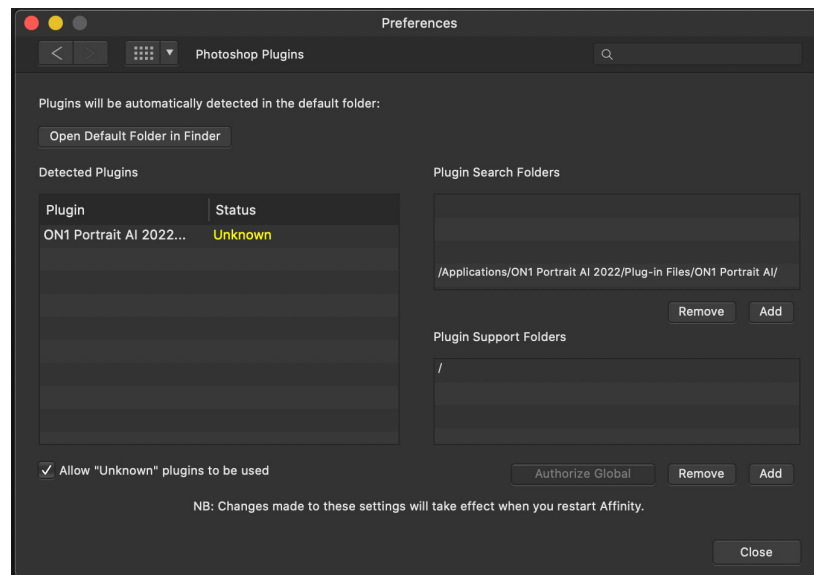 Preferences
Photoshop Plugins
Plugins will be automatically detected in the default folder:
Open Default Folder in Finder
Detected Plugins
Plugin Status
ON1 Portrait AI 2022... Unknown
Plugin Search Folders
/Applications/ON1 Portrait AI 2022/Plug-in Files/ON1 Portrait AI/
Remove Add
Plugin Support Folders
/
Allow "Unknown" plugins to be used
Authorize Global Remove Add
NB: Changes made to these settings will take effect when you restart Affinity.
Close